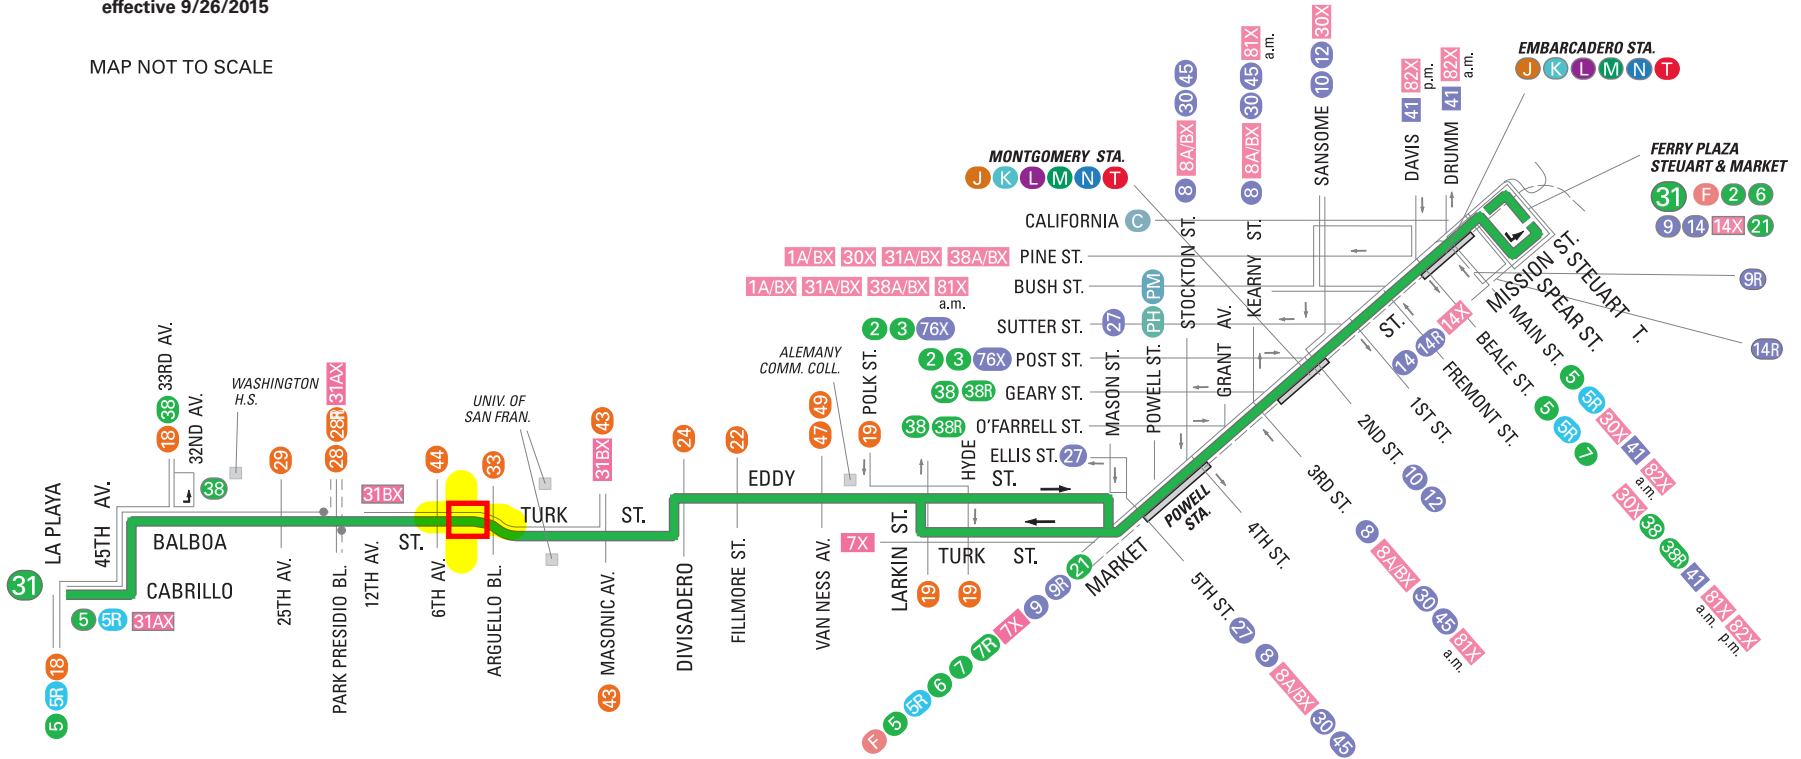 effective 9/26/2015
MAP NOT TO SCALE
31
LA PLAYA
5 5R 31AX
5 5R 18
45TH AV.
BALBOA
ST.
CABRILLO
18 38 33RD AV.
32ND AV.
38
WASHINGTON
H.S.
29
25TH AV.
28 28R 31AX
PARK PRESIDIO BL.
31BX
12TH AV.
44
6TH AV.
33
ARGUELLO BL.
UNIV. OF
SAN FRAN.
TURK
ST.
31BX 43
43 MASONIC AV.
24
DIVISADERO
22
FILLMORE ST.
EDDY
ST.
47 49
VAN NESS AV.
ALEMANY
COMM. COLL.
19 POLK ST.
7X
LARKIN ST.
19
HYDE
19
TURK
ST.
MONTGOMERY STA.
J K L M N T
CALIFORNIA C
1A/BX 30X 31A/BX 38A/BX PINE ST.
1A/BX 31A/BX 38A/BX 81X BUSH ST.
a.m.
2 3 76X SUTTER ST.
2 3 76X POST ST.
38 38R GEARY ST.
38 38R O'FARRELL ST.
ELLIS ST. 27
27
MASON ST.
PH PM
POWELL ST.
8 8A/BX 30 45
STOCKTON ST.
GRANT AV.
8 8A/BX 30 45 81X
a.m.
KEARNY ST.
SANSOME 10 12 30X
DAVIS 41 82X
p.m.
DRUMM 41 82X
a.m.
EMBARCADERO STA.
J K L M N T
FERRY PLAZA
STEUART & MARKET
31 F 2 6
9 14 14X 21
9R
14R
STEUART ST.
SPEAR ST.
MISSION ST.
MAIN ST. 5 5R 30X 41 82X
a.m.
BEALE ST. 5 5R 7
30X 38 38R 41 81X 82X
a.m. p.m.
14 14R 14X
FREMONT ST.
1ST ST.
2ND ST. 10 12
3RD ST. 8 8A/BX 30 45 81X
a.m.
4TH ST.
5TH ST. 27 8 8A/BX 30 45
POWELL
STA.
MARKET
ST.
F 5 5R 6 7 7R 7X 9 9R 21